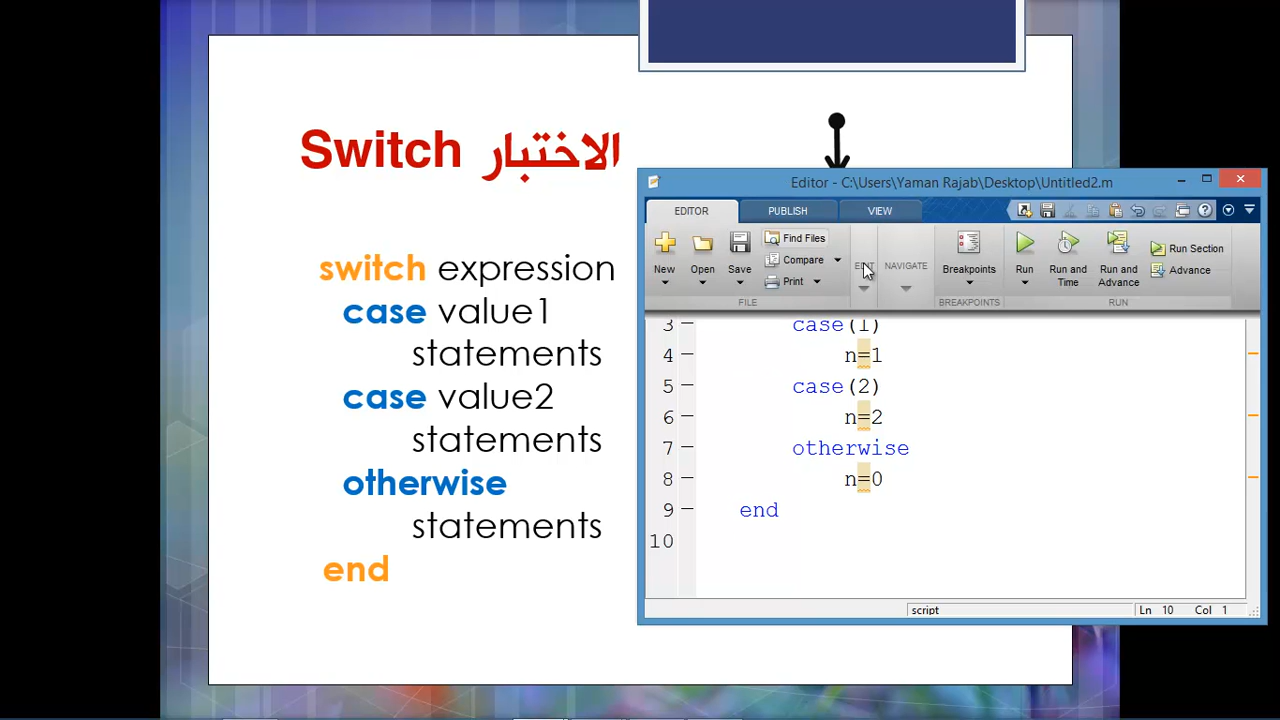 Switch الاختبار
switch expression
case value1
statements
case value2
statements
otherwise
statements
end
Editor - C:\Users\Yaman Rajab\Desktop\Untitled2.m
EDITOR PUBLISH VIEW
New Open Save Find Files Compare Print
EDIT NAVIGATE Breakpoints Run Run and Time Run and Advance Run Section Advance
FILE BREAKPOINTS RUN
3 case(1)
4 n=1
5 case(2)
6 n=2
7 otherwise
8 n=0
9 end
10
script Ln 10 Col 1